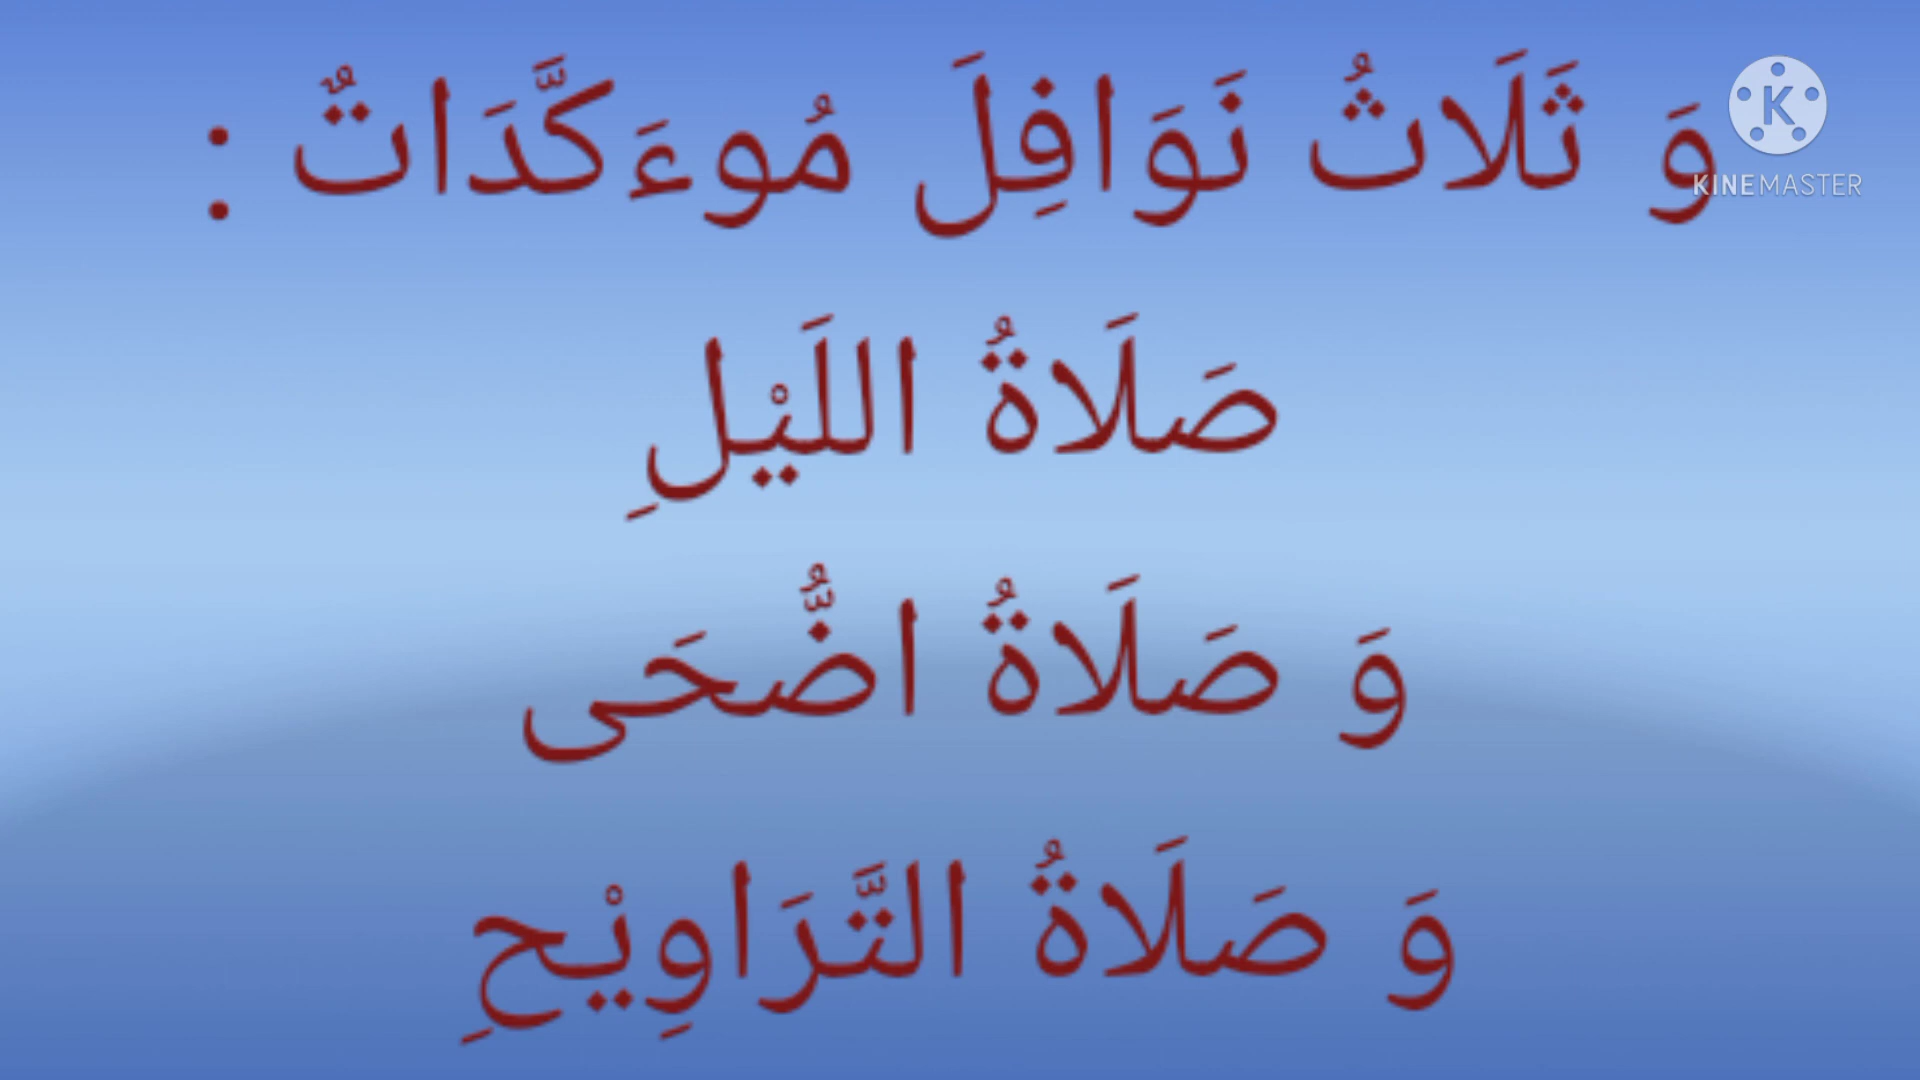 وَ ثَلَاثُ نَوَافِلَ مُوءَكَّدَاتٌ :
صَلَاةُ اللَيْلِ
وَ صَلَاةُ اضُّحَى
وَ صَلَاةُ التَّرَاوِيْحِ
KINEMASTER